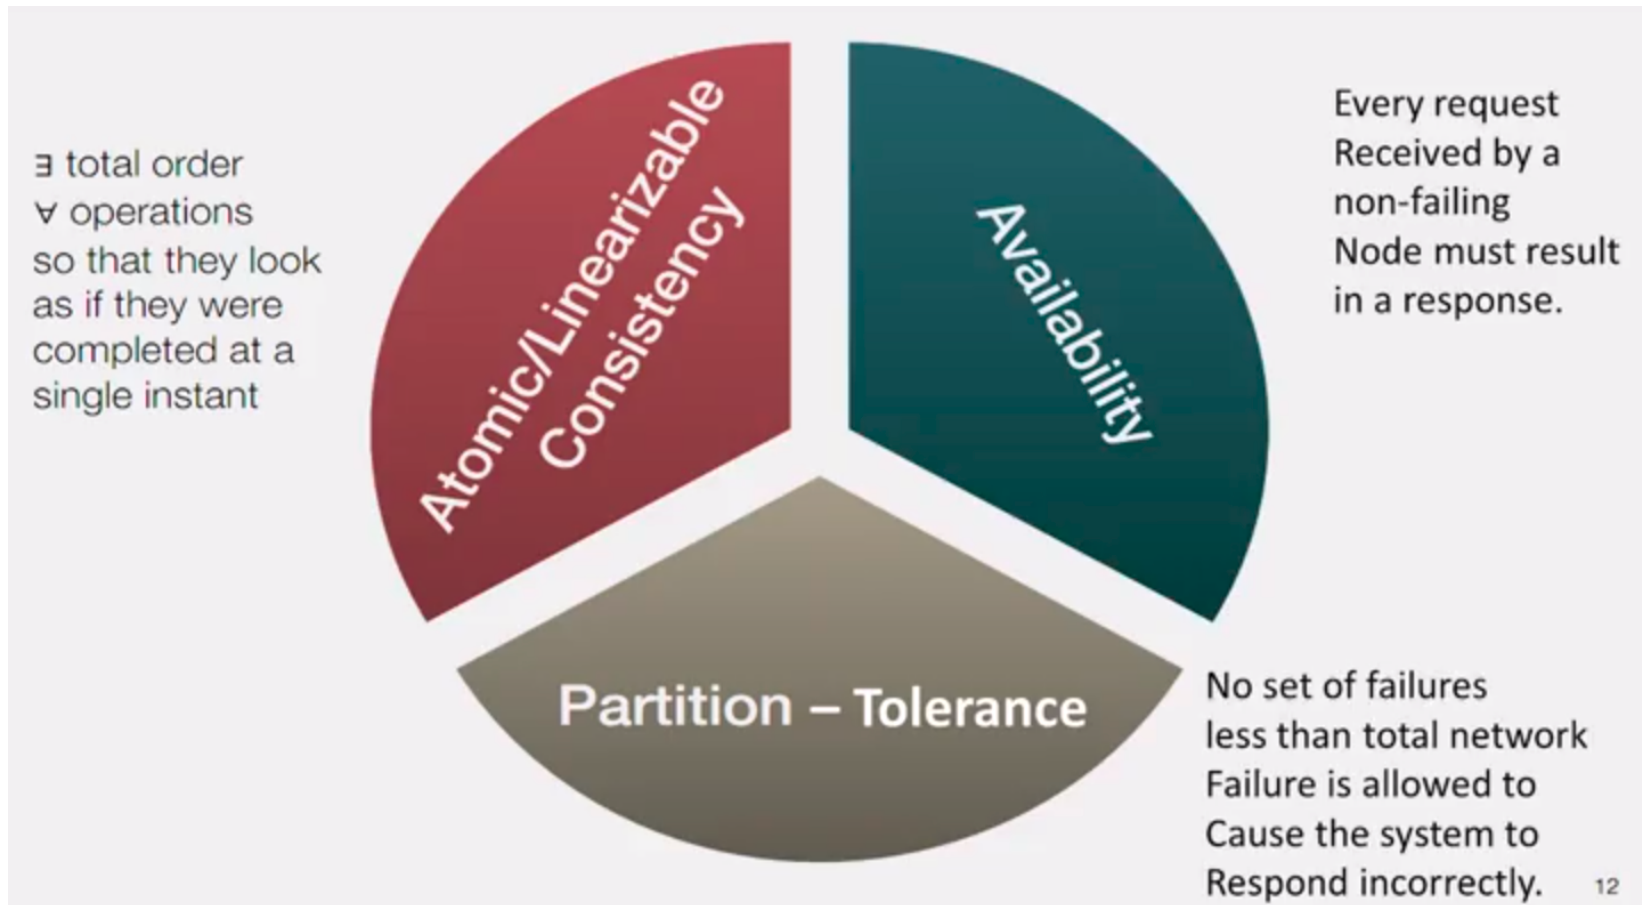 ∃ total order
∀ operations
so that they look
as if they were
completed at a
single instant
Atomic/Linearizable
Consistency
Availability
Every request
Received by a
non-failing
Node must result
in a response.
Partition – Tolerance
No set of failures
less than total network
Failure is allowed to
Cause the system to
Respond incorrectly.
12